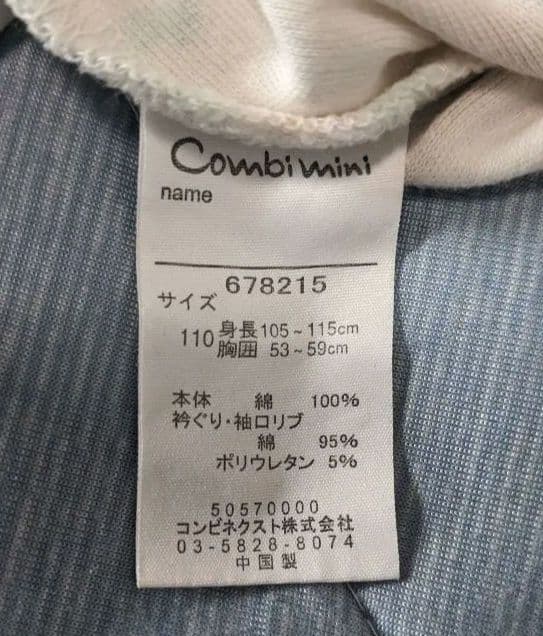 Combi mini
name
678215
サイズ
110 身長 105～115cm
胸囲 53～59cm
本体 綿 100%
衿ぐり・袖口リブ
綿 95%
ポリウレタン 5%
50570000
コンビネクスト株式会社
03-5828-8074
中国製